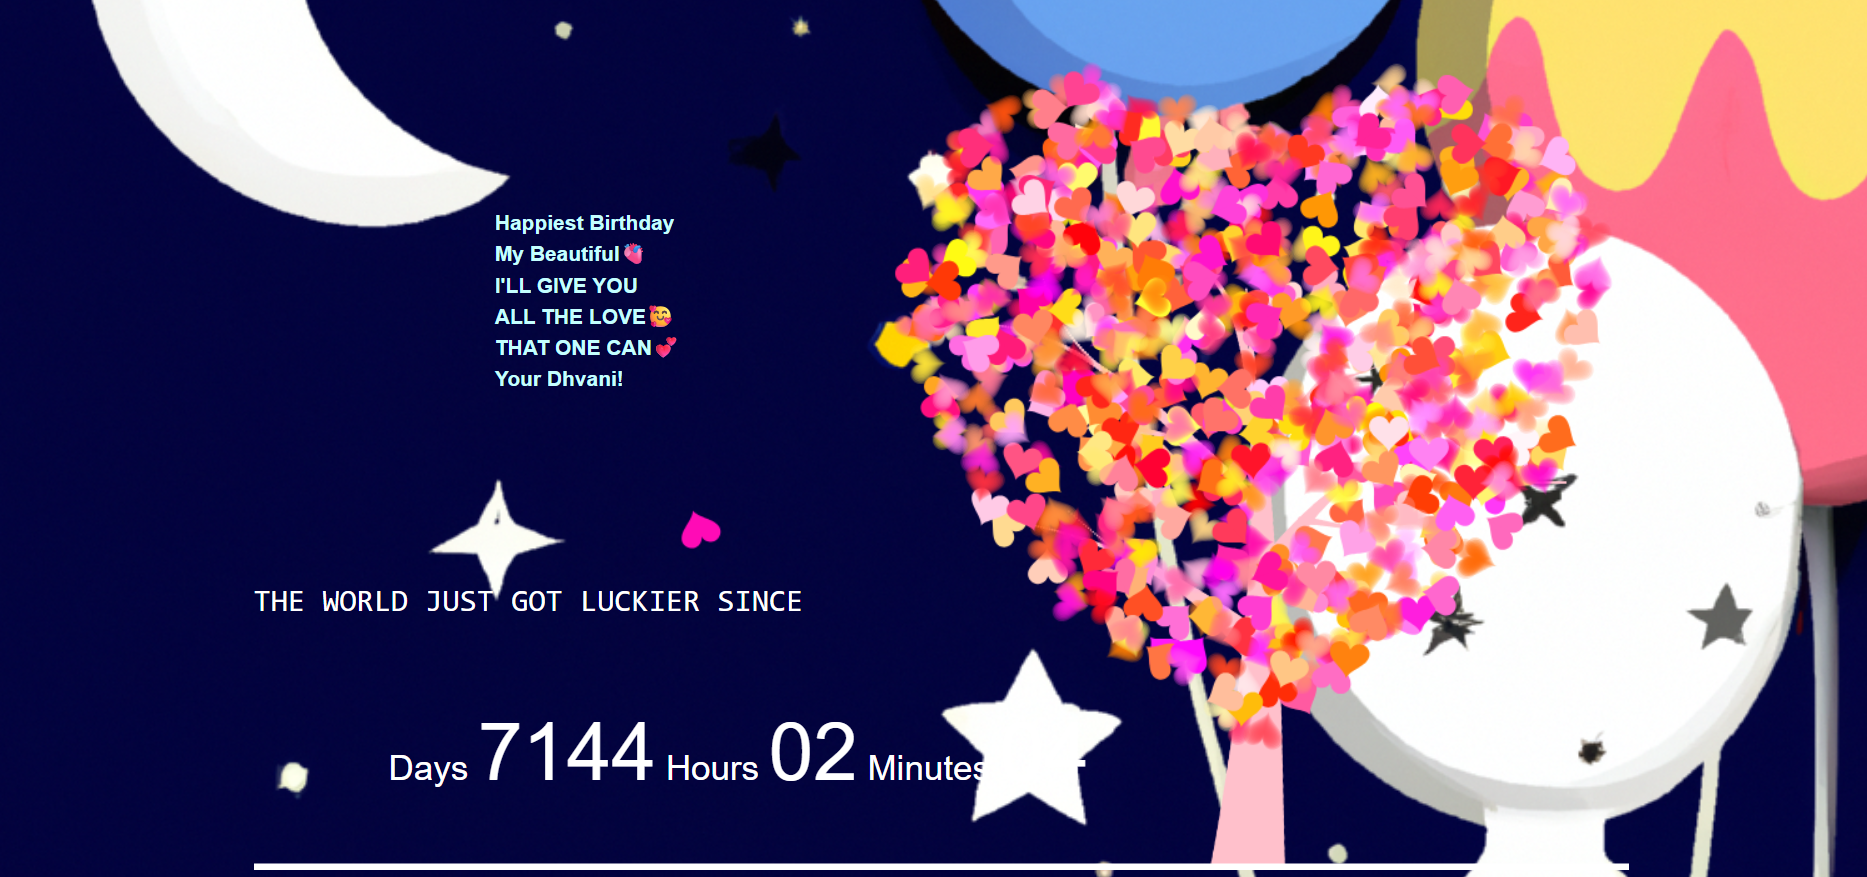 Happiest Birthday
My Beautiful💘
I'LL GIVE YOU
ALL THE LOVE🥰
THAT ONE CAN💕
Your Dhvani!
THE WORLD JUST GOT LUCKIER SINCE
Days 7144 Hours 02 Minutes